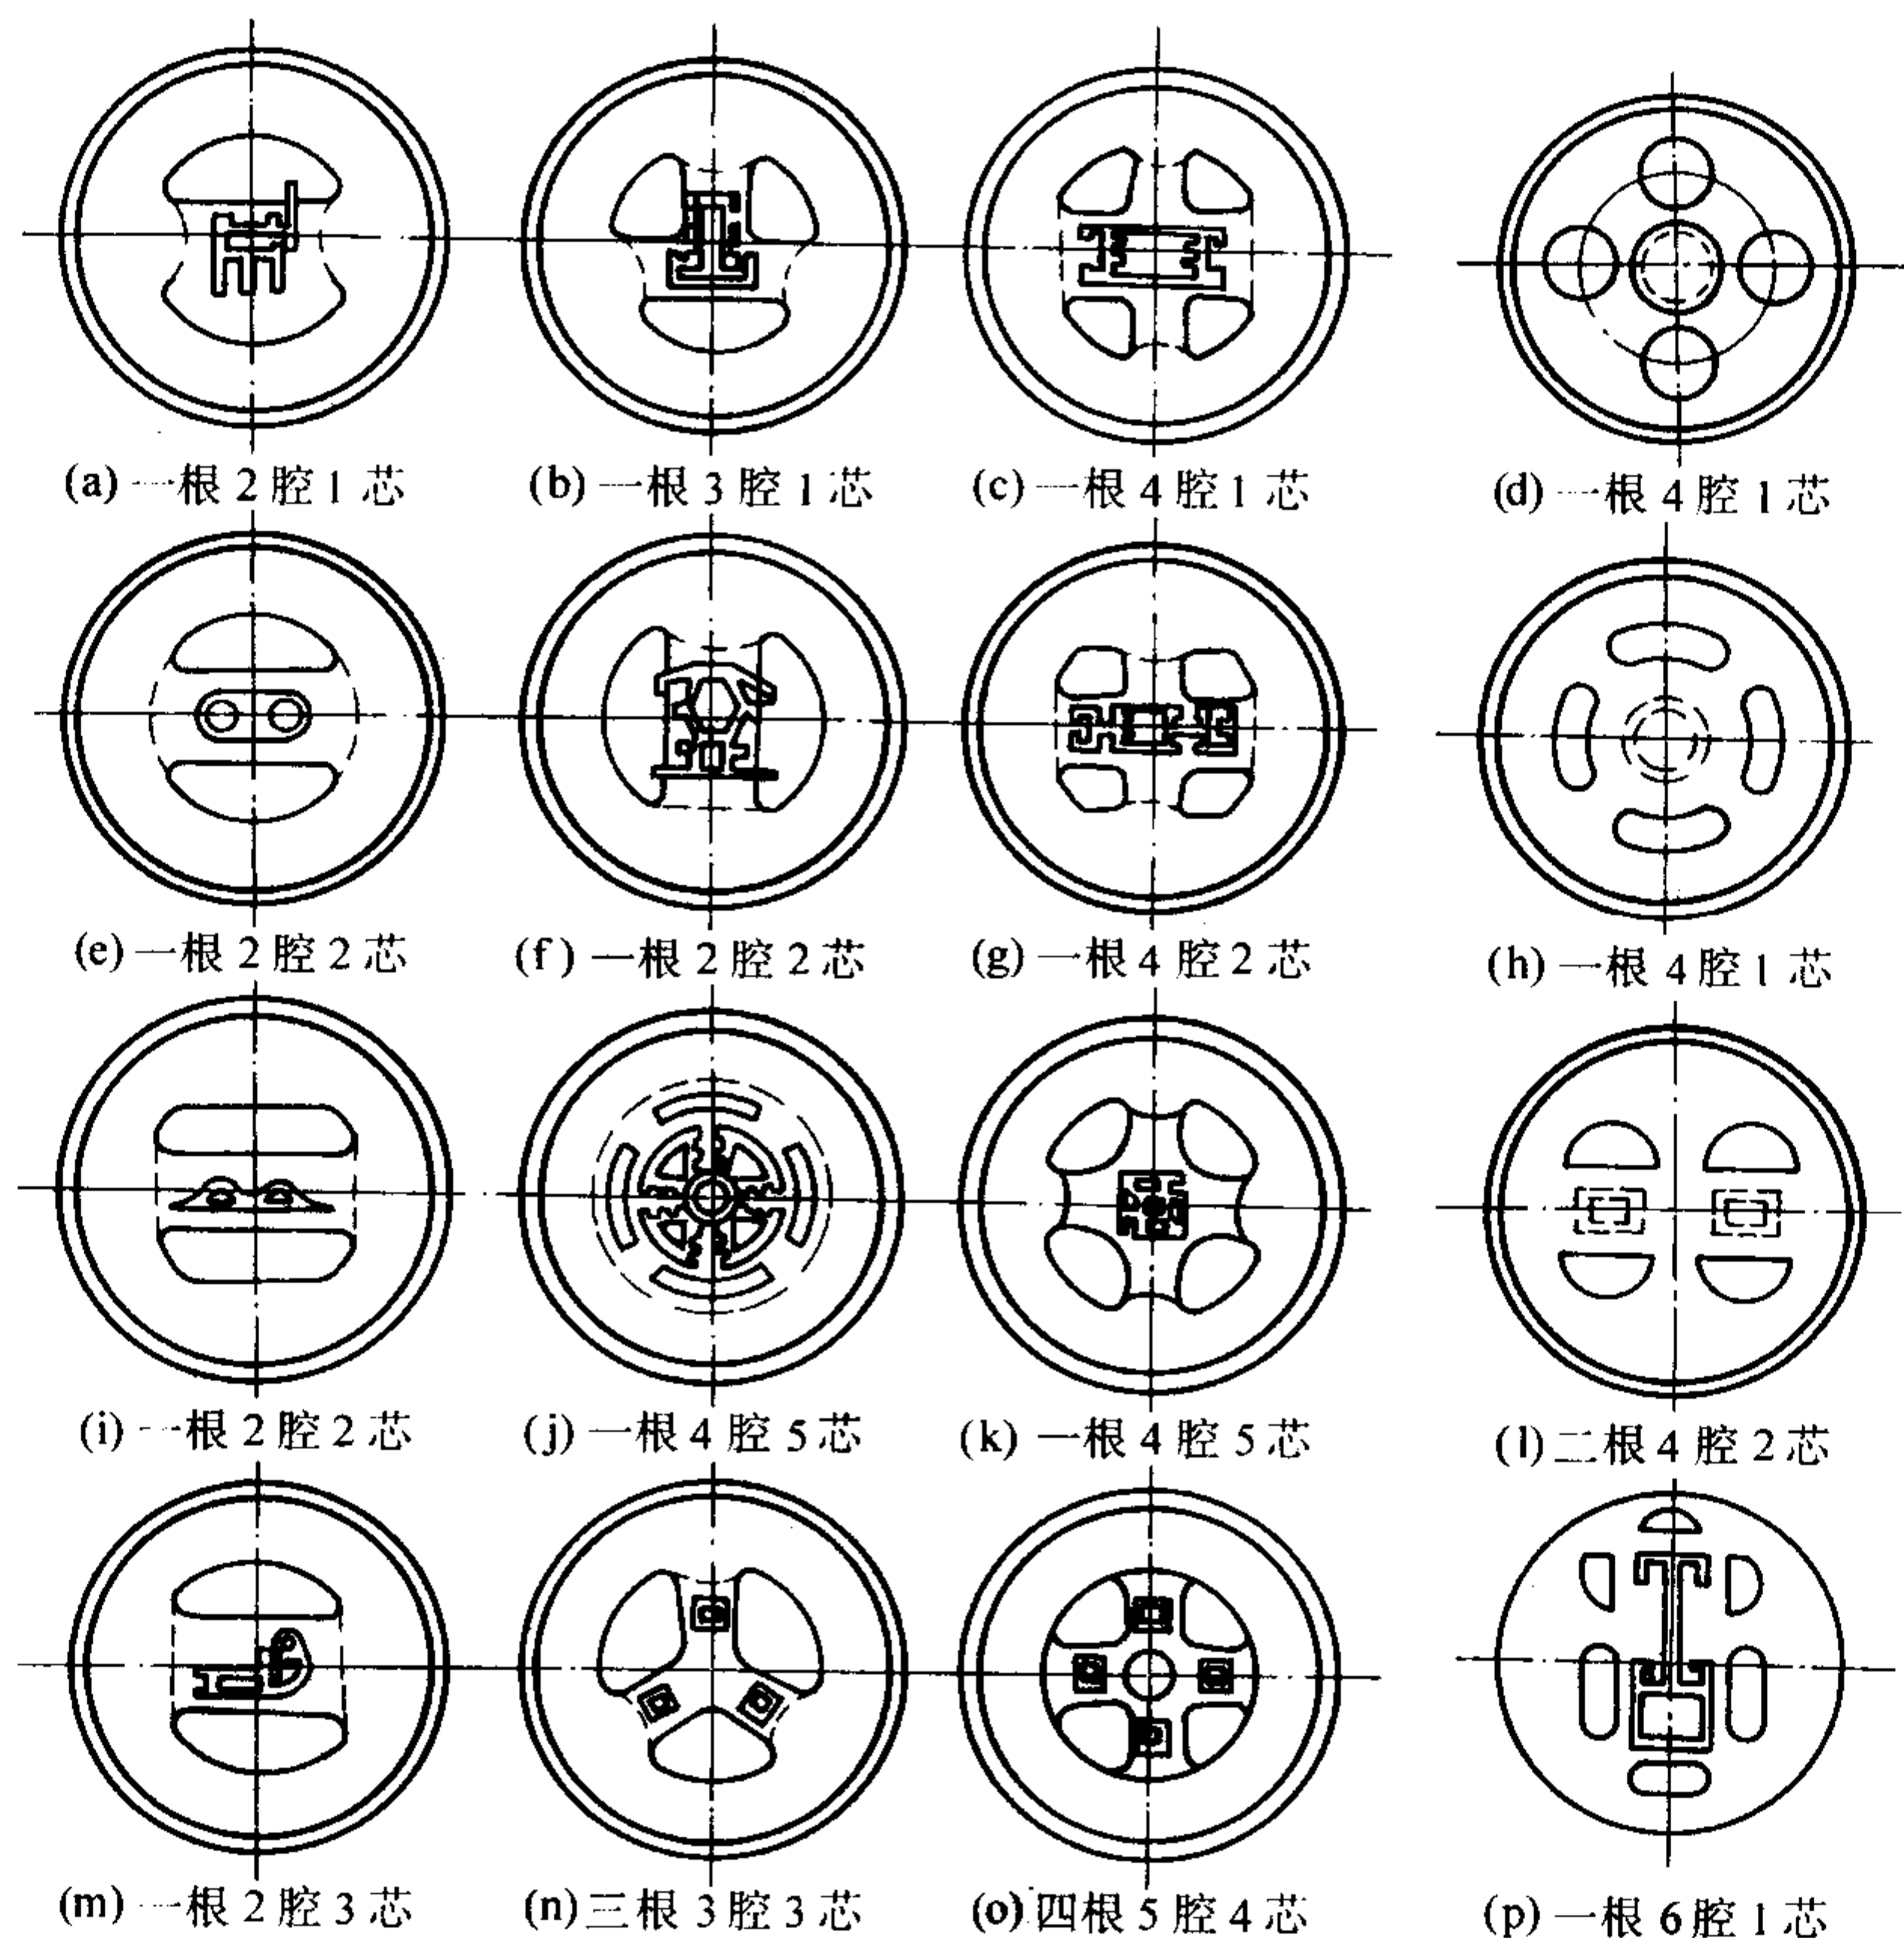 (a) 一根2腔1芯
(b) 一根3腔1芯
(c) 一根4腔1芯
(d) 一根4腔1芯
(e) 一根2腔2芯
(f) 一根2腔2芯
(g) 一根4腔2芯
(h) 一根4腔1芯
(i) 一根2腔2芯
(j) 一根4腔5芯
(k) 一根4腔5芯
(l) 二根4腔2芯
(m) 一根2腔3芯
(n) 三根3腔3芯
(o) 四根5腔4芯
(p) 一根6腔1芯